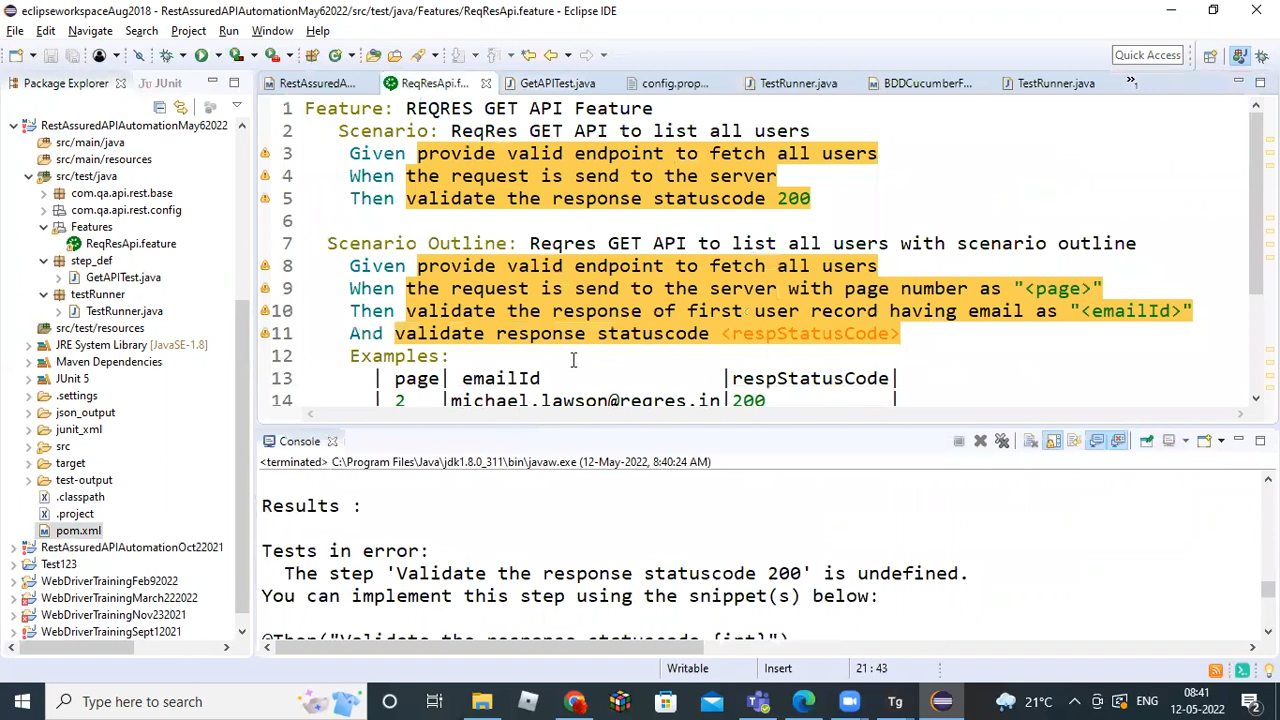 eclipseworkspaceAug2018 - RestAssuredAPIAutomationMay62022/src/test/java/Features/ReqResApi.feature - Eclipse IDE
File Edit Navigate Search Project Run Window Help
Quick Access
Package Explorer JUnit
RestAssuredA... ReqResApi.f... GetAPITest.java config.prop... TestRunner.java BDDCucumberF... TestRunner.java »1
RestAssuredAPIAutomationMay62022
src/main/java
src/main/resources
src/test/java
com.qa.api.rest.base
com.qa.api.rest.config
Features
ReqResApi.feature
step_def
GetAPITest.java
testRunner
TestRunner.java
src/test/resources
JRE System Library [JavaSE-1.8]
Maven Dependencies
JUnit 5
.settings
json_output
junit_xml
src
target
test-output
.classpath
.project
pom.xml
RestAssuredAPIAutomationOct22021
Test123
WebDriverTrainingFeb92022
WebDriverTrainingMarch222022
WebDriverTrainingNov232021
WebDriverTrainingSept12021
1 Feature: REQRES GET API Feature
2 Scenario: ReqRes GET API to list all users
3 Given provide valid endpoint to fetch all users
4 When the request is send to the server
5 Then validate the response statuscode 200
6
7 Scenario Outline: Reqres GET API to list all users with scenario outline
8 Given provide valid endpoint to fetch all users
9 When the request is send to the server with page number as "<page>"
10 Then validate the response of first user record having email as "<emailId>"
11 And validate response statuscode <respStatusCode>
12 Examples:
13 | page| emailId |respStatusCode|
14 | 2 |michael.lawson@reqres.in|200 |
Console
<terminated> C:\Program Files\Java\jdk1.8.0_311\bin\javaw.exe (12-May-2022, 8:40:24 AM)
Results :
Tests in error:
The step 'Validate the response statuscode 200' is undefined.
You can implement this step using the snippet(s) below:
@Then("Validate the response statuscode {int}")
Writable Insert 21 : 43
Type here to search
Tg
21°C ENG 08:41
12-05-2022
2